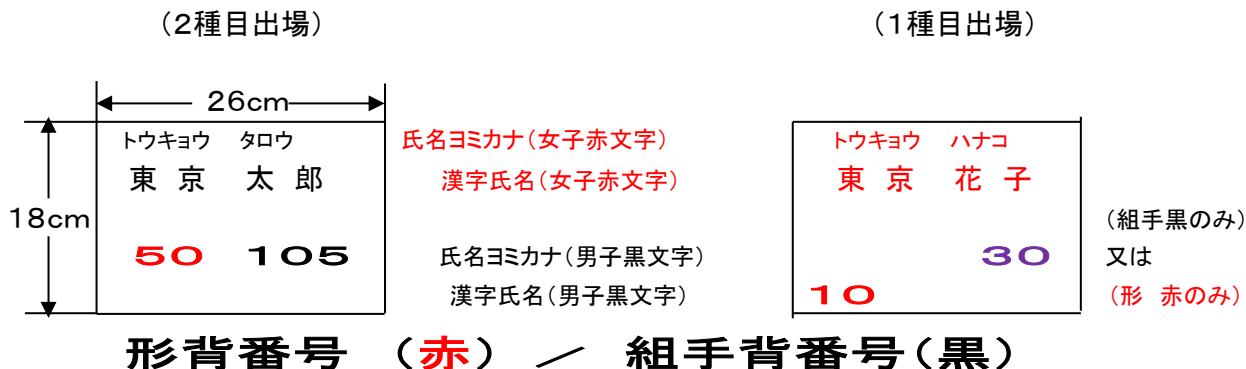 (2種目出場)
(1種目出場)
26cm
18cm
トウキョウ タロウ
東 京 太 郎
50 105
氏名ヨミカナ(女子赤文字)
漢字氏名(女子赤文字)
氏名ヨミカナ(男子黒文字)
漢字氏名(男子黒文字)
トウキョウ ハナコ
東 京 花 子
30
10
(組手黒のみ)
又は
(形 赤のみ)
形背番号 (赤) / 組手背番号(黒)